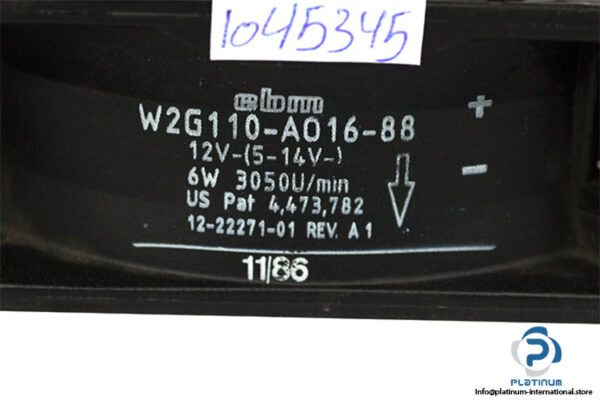 1045345
ebm
W2G110-AO16-88
12V-(5-14V-)
6W 3050U/min
US Pat 4,473,782
12-22271-01 REV. A 1
11/86
+
-
PLATINUM
Info@platinum-international.store